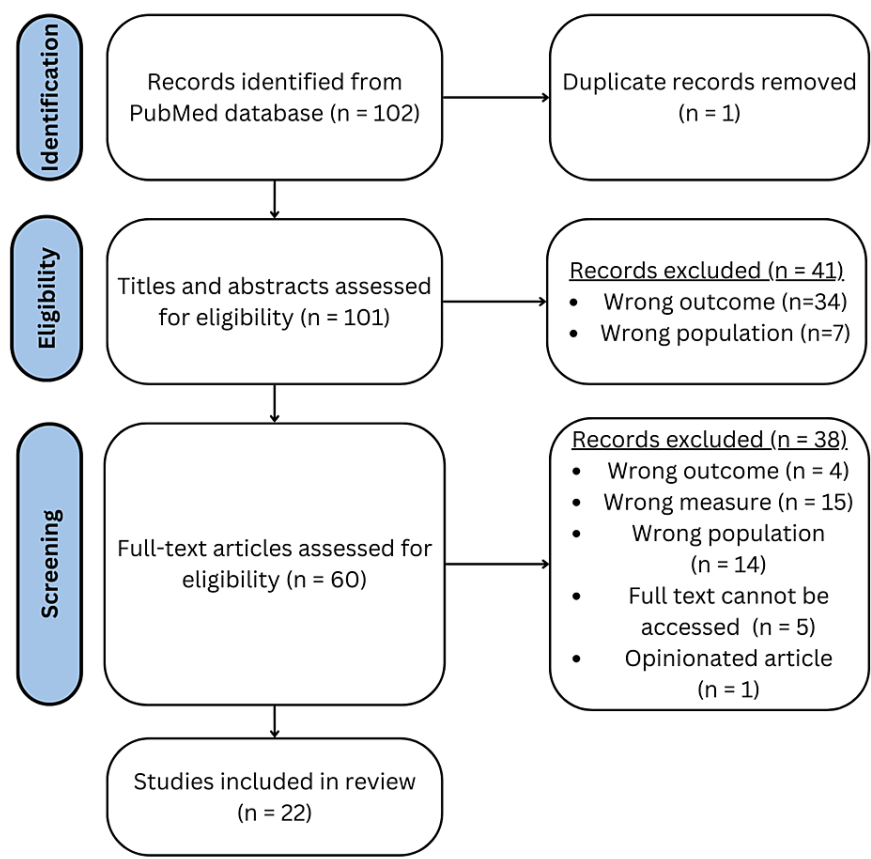 Identification
Records identified from
PubMed database (n = 102)
Duplicate records removed
(n = 1)
Eligibility
Titles and abstracts assessed
for eligibility (n = 101)
Records excluded (n = 41)
• Wrong outcome (n=34)
• Wrong population (n=7)
Screening
Full-text articles assessed for
eligibility (n = 60)
Records excluded (n = 38)
• Wrong outcome (n = 4)
• Wrong measure (n = 15)
• Wrong population
(n = 14)
• Full text cannot be
accessed (n = 5)
• Opinionated article
(n = 1)
Studies included in review
(n = 22)